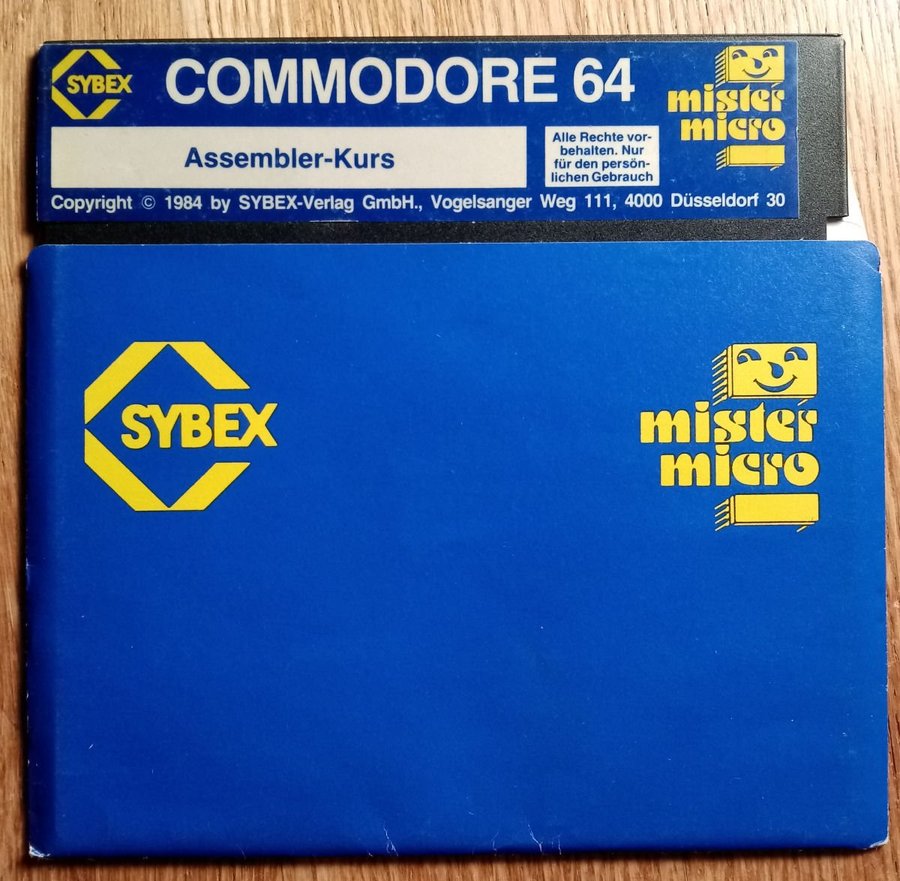 SYBEX
COMMODORE 64
mister
micro
Assembler-Kurs
Alle Rechte vor-
behalten. Nur
für den persön-
lichen Gebrauch
Copyright © 1984 by SYBEX-Verlag GmbH., Vogelsanger Weg 111, 4000 Düsseldorf 30
SYBEX
mister
micro